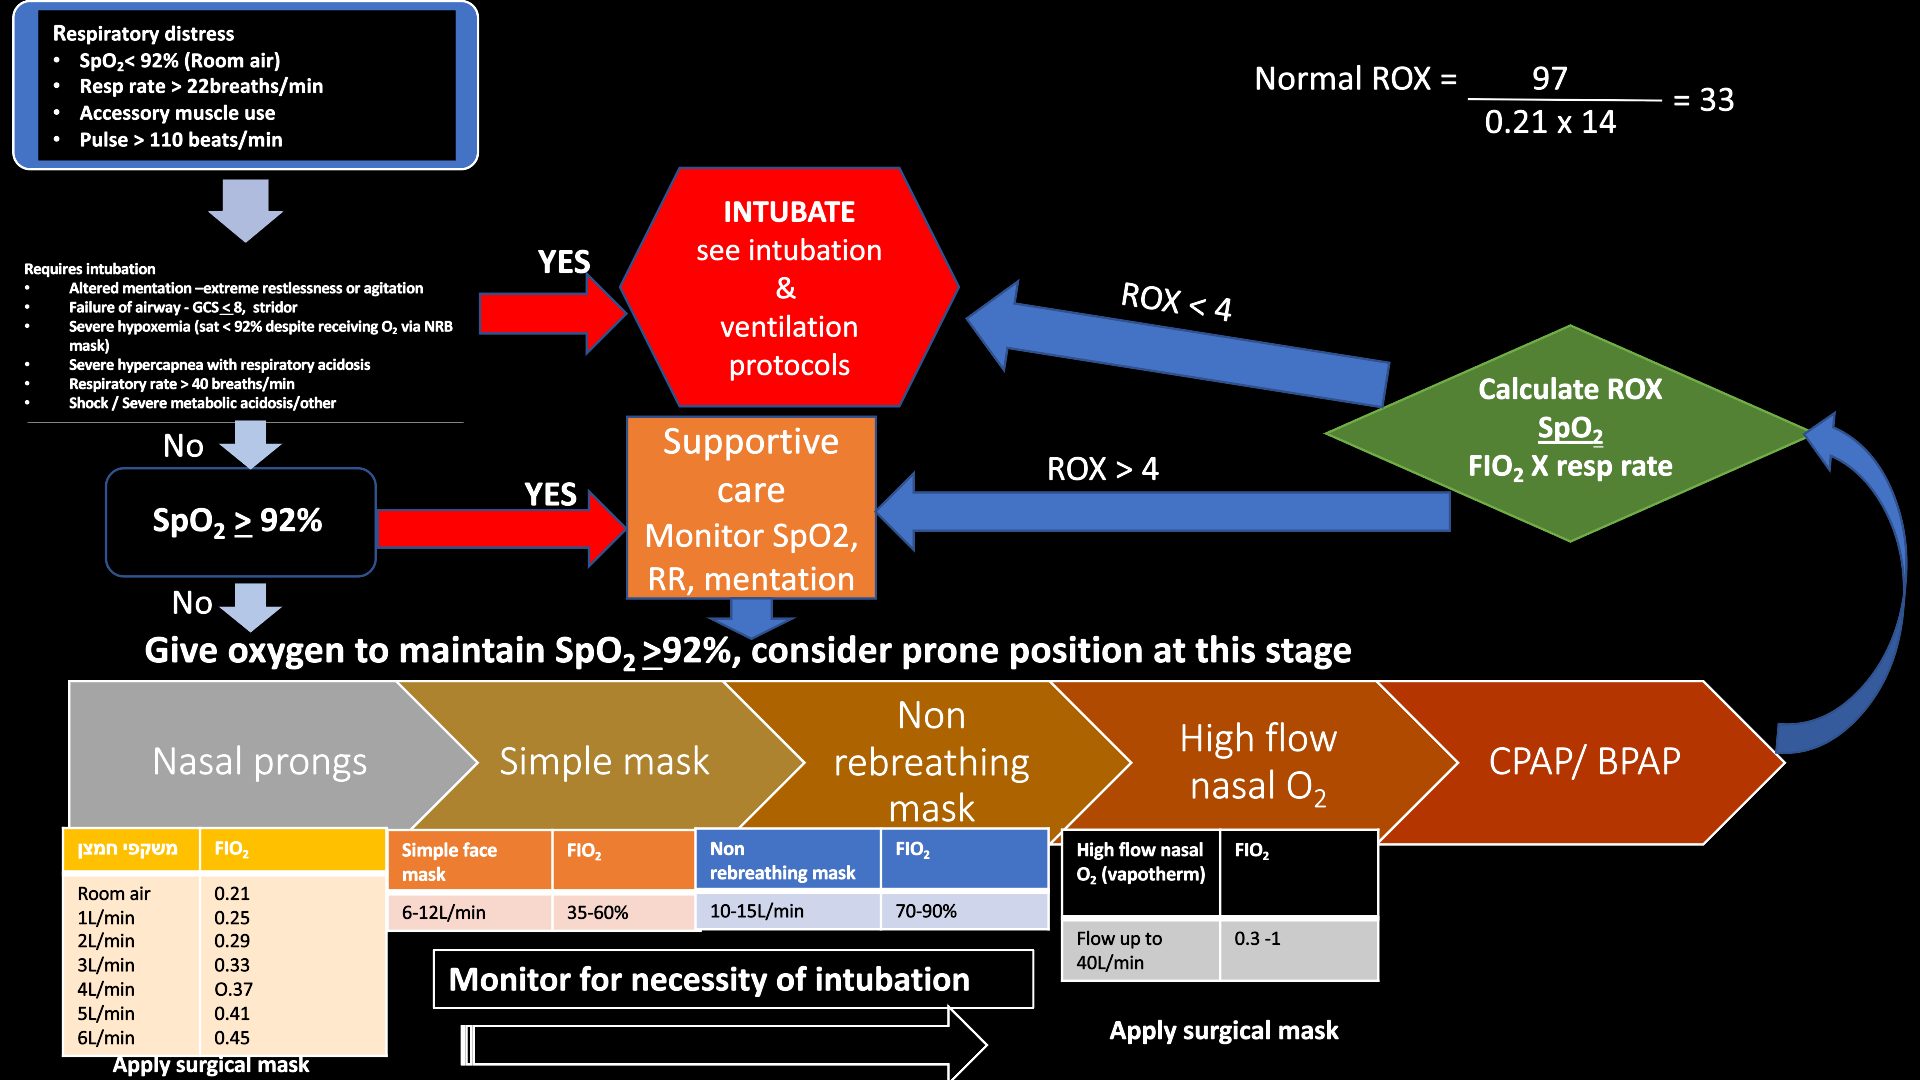 Respiratory distress
• SpO₂< 92% (Room air)
• Resp rate > 22breaths/min
• Accessory muscle use
• Pulse > 110 beats/min
Normal ROX = 97
0.21 x 14
= 33
Requires intubation
• Altered mentation –extreme restlessness or agitation
• Failure of airway - GCS < 8, stridor
• Severe hypoxemia (sat < 92% despite receiving O₂ via NRB
mask)
• Severe hypercapnea with respiratory acidosis
• Respiratory rate > 40 breaths/min
• Shock / Severe metabolic acidosis/other
YES
INTUBATE
see intubation
&
ventilation
protocols
ROX < 4
Calculate ROX
SpO₂
FIO₂ X resp rate
No
SpO₂ > 92%
YES
Supportive
care
Monitor SpO2,
RR, mentation
ROX > 4
No
Give oxygen to maintain SpO₂ >92%, consider prone position at this stage
Nasal prongs
Simple mask
Non
rebreathing
mask
High flow
nasal O₂
CPAP/ BPAP
משקפי חמצן FIO₂
Room air 0.21
1L/min 0.25
2L/min 0.29
3L/min 0.33
4L/min O.37
5L/min 0.41
6L/min 0.45
Apply surgical mask
Simple face
mask
FIO₂
6-12L/min 35-60%
Non
rebreathing mask
FIO₂
10-15L/min 70-90%
High flow nasal
O₂ (vapotherm)
FIO₂
Flow up to
40L/min
0.3 -1
Monitor for necessity of intubation
Apply surgical mask